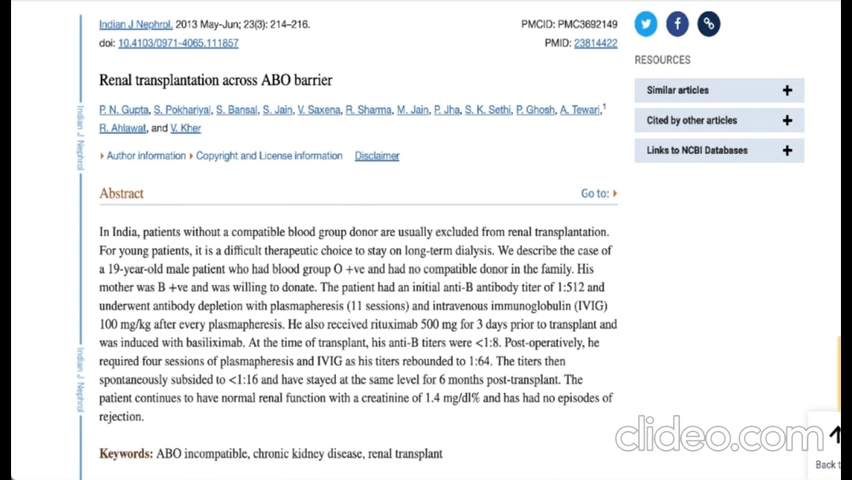 Indian J Nephrol. 2013 May-Jun; 23(3): 214–216.
doi: 10.4103/0971-4065.111857
PMCID: PMC3692149
PMID: 23814422
Renal transplantation across ABO barrier
P. N. Gupta, S. Pokhariyal, S. Bansal, S. Jain, V. Saxena, R. Sharma, M. Jain, P. Jha, S. K. Sethi, P. Ghosh, A. Tewari,1
R. Ahlawat, and V. Kher
Author information Copyright and License information Disclaimer
Abstract
Go to:
In India, patients without a compatible blood group donor are usually excluded from renal transplantation.
For young patients, it is a difficult therapeutic choice to stay on long-term dialysis. We describe the case of
a 19-year-old male patient who had blood group O +ve and had no compatible donor in the family. His
mother was B +ve and was willing to donate. The patient had an initial anti-B antibody titer of 1:512 and
underwent antibody depletion with plasmapheresis (11 sessions) and intravenous immunoglobulin (IVIG)
100 mg/kg after every plasmapheresis. He also received rituximab 500 mg for 3 days prior to transplant and
was induced with basiliximab. At the time of transplant, his anti-B titers were <1:8. Post-operatively, he
required four sessions of plasmapheresis and IVIG as his titers rebounded to 1:64. The titers then
spontaneously subsided to <1:16 and have stayed at the same level for 6 months post-transplant. The
patient continues to have normal renal function with a creatinine of 1.4 mg/dl% and has had no episodes of
rejection.
Keywords: ABO incompatible, chronic kidney disease, renal transplant
Indian J Nephrol
Indian J Nephrol
RESOURCES
Similar articles +
Cited by other articles +
Links to NCBI Databases +
clideo.com
Back t